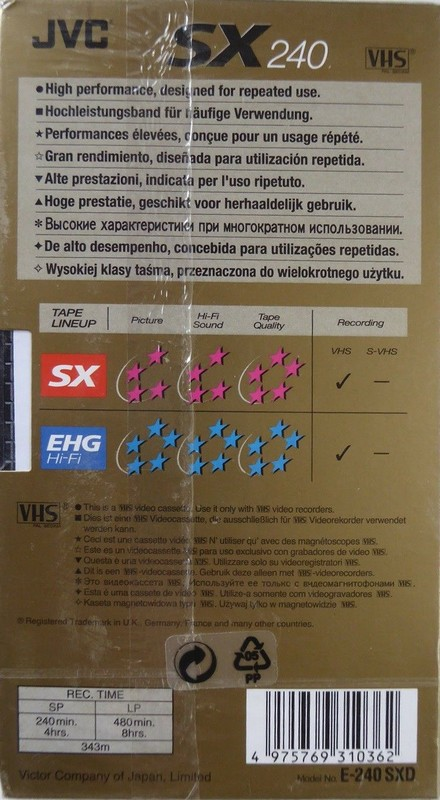 JVC SX 240 VHS®
●High performance, designed for repeated use.
■Hochleistungsband für häufige Verwendung.
★Performances élevées, conçue pour un usage répété.
☆Gran rendimiento, diseñada para utilización repetida.
▼Alte prestazioni, indicata per l'uso ripetuto.
▲Hoge prestatie, geschikt voor herhaaldelijk gebruik.
✻Высокие характеристики при многократном использовании.
✦De alto desempenho, concebida para utilizações repetidas.
✧Wysokiej klasy taśma, przeznaczona do wielokrotnego użytku.
TAPE LINEUP Picture Hi-Fi Sound Tape Quality Recording
VHS S-VHS
SX ★★★★ ★★★★ ★★★★★ ✓ —
EHG Hi-Fi ★★★★★ ★★★★★ ★★★★★ ✓ —
VHS® ● This is a VHS video cassette. Use it only with VHS video recorders.
■ Dies ist eine VHS Videocassette, die ausschließlich für VHS Videorekorder verwendet
werden kann.
★ Ceci est une cassette vidéo VHS N' utiliser qu' avec des magnétoscopes VHS.
☆ Este es un videocassette VHS para uso exclusivo con grabadores de video VHS.
▼ Questa è una videocassetta VHS. Utilizzare solo su videoregistratori VHS.
▲ Dit is een VHS-videocassette. Gebruik deze alleen met VHS-videorecorders.
✻ Это видеокассета VHS. Используйте ее только с видеомагнитофонами VHS.
✦ Esta é uma cassete de vídeo VHS. Utilize-a somente com videogravadores VHS.
✧ Kaseta magnetowidowa typu VHS. Używaj tylko w magnetowidzie VHS.
® Registered Trademark in U.K., Germany, France and many other countries.
05
PP
REC. TIME
SP LP
240min. 480min.
4hrs. 8hrs.
343m
4 975769 310362
Victor Company of Japan, Limited Model No. E-240 SXD